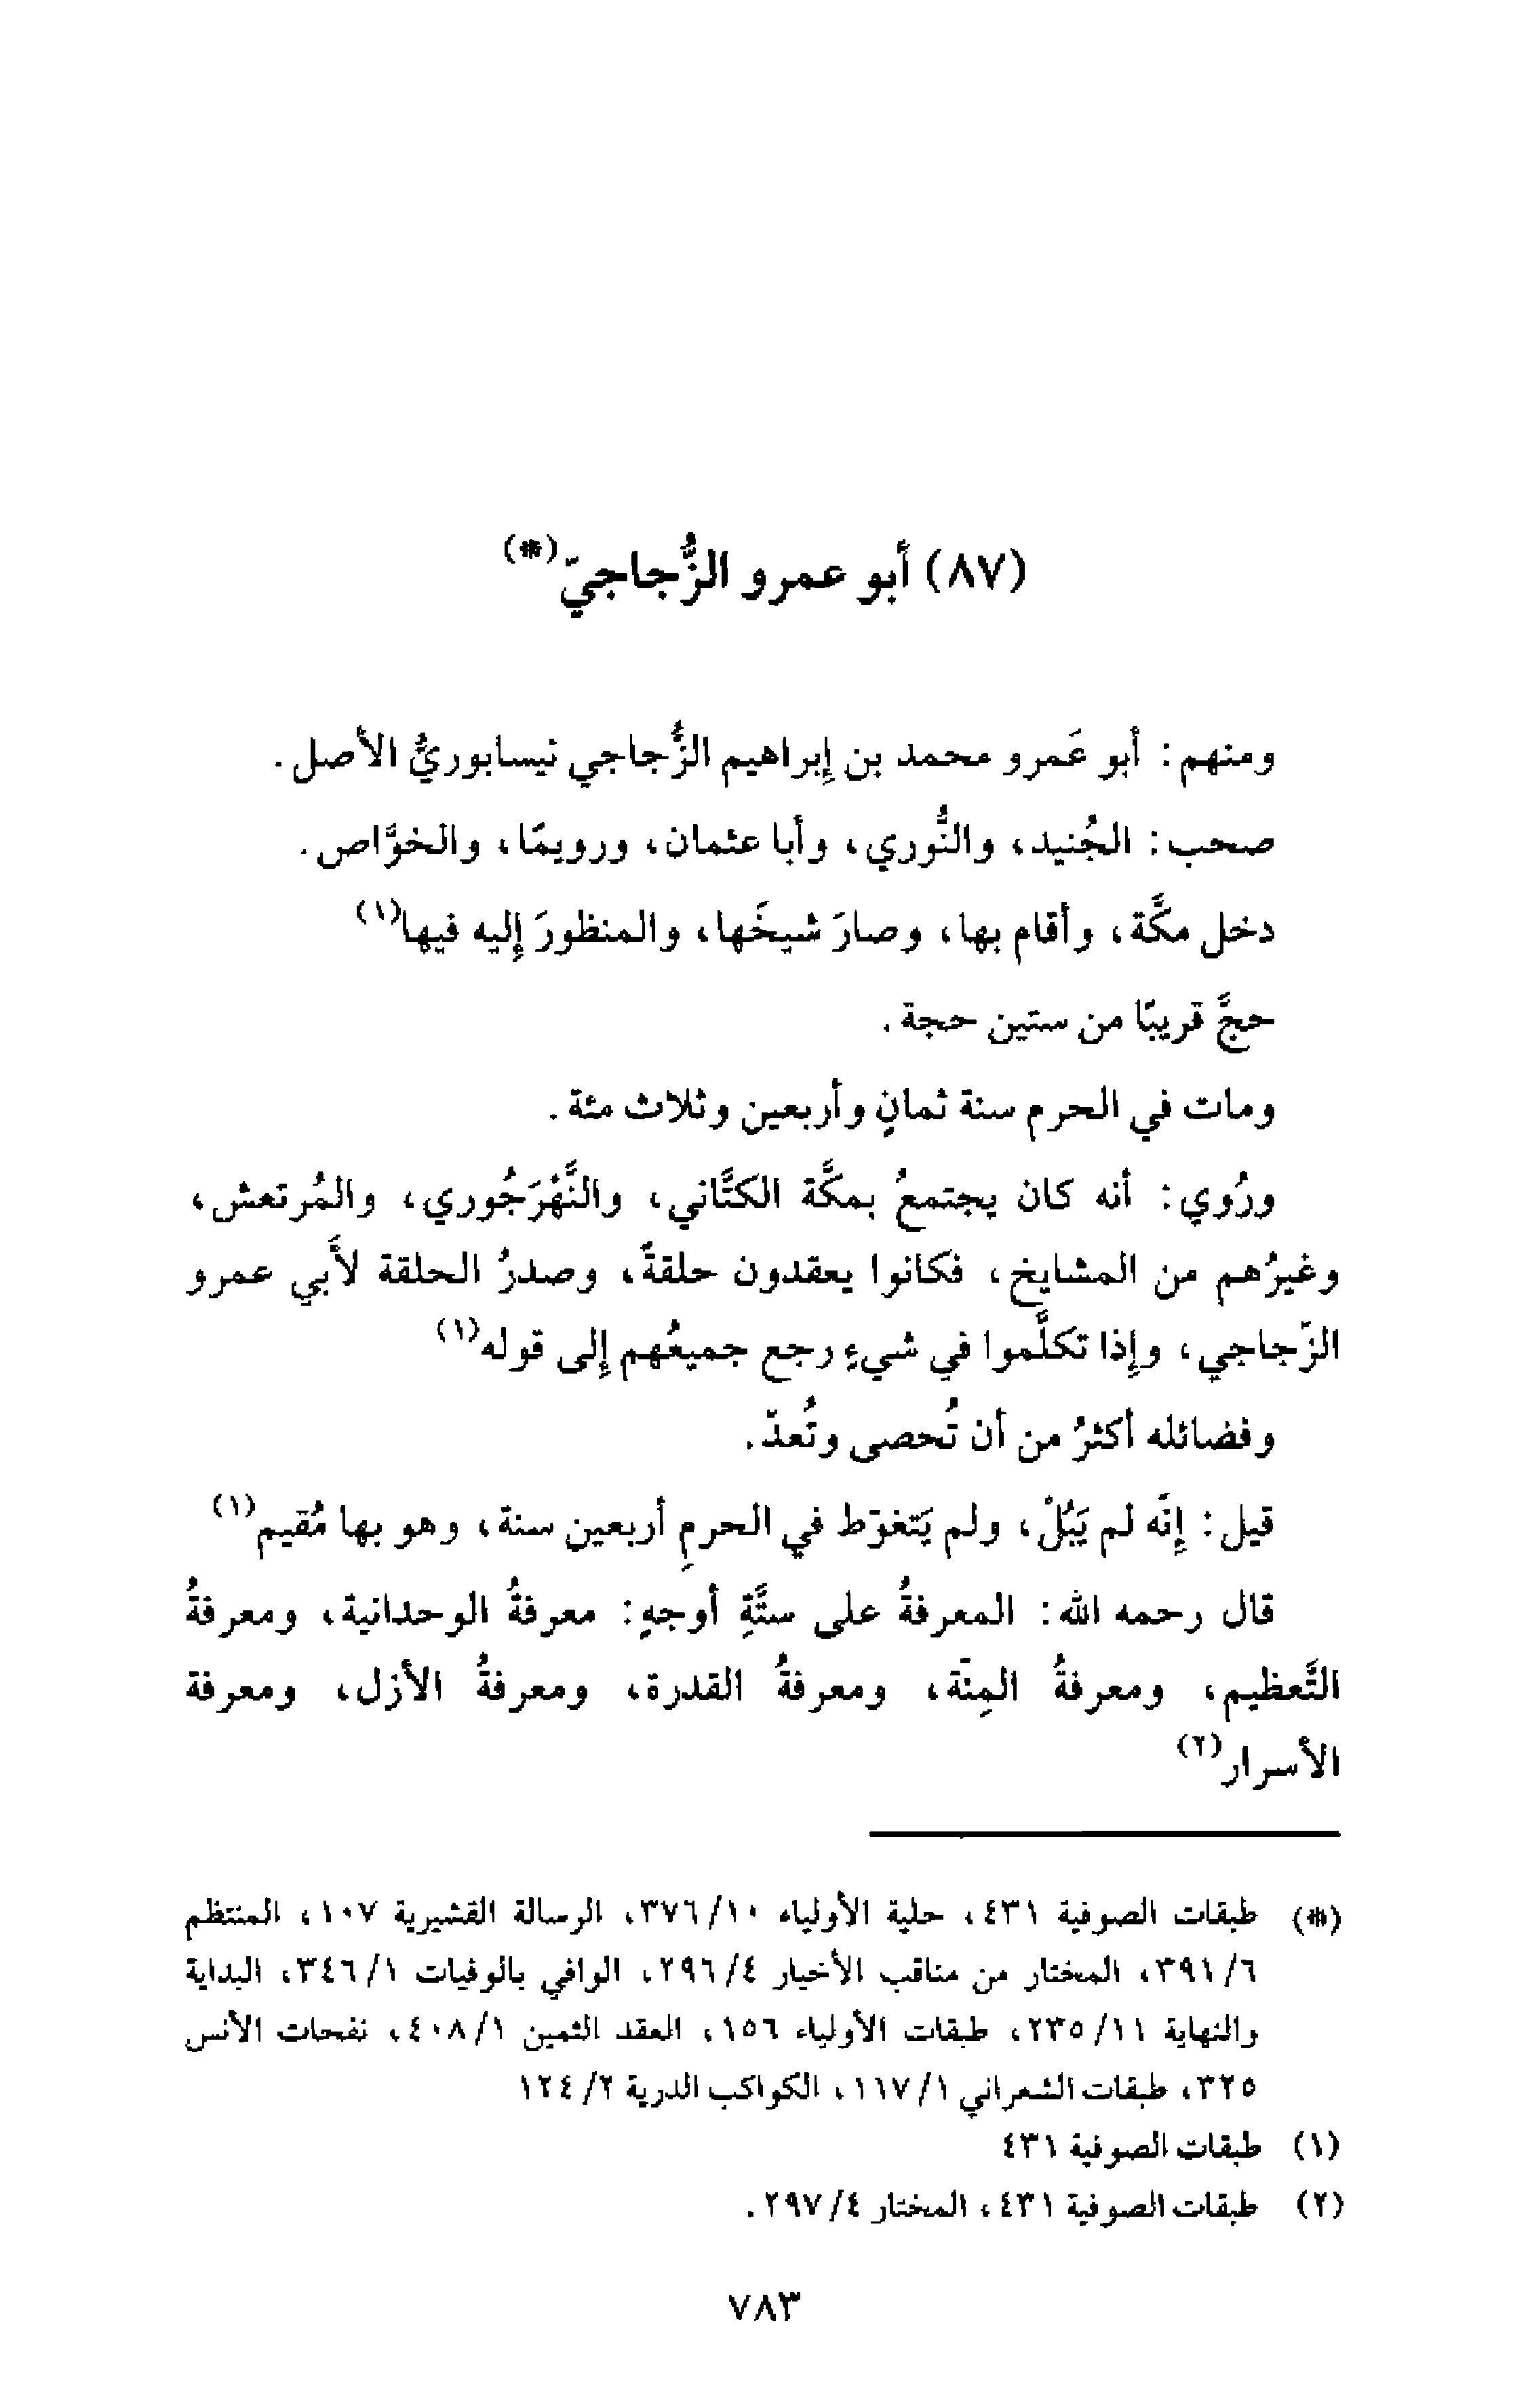 (٨٧) أبو عمرو الزُّجاجيّ(*)
ومنهم: أبو عَمرو محمد بن إبراهيم الزُّجاجي نيسابوريُّ الأصل.
صحب: الجُنيد، والنُّوري، وأبا عثمان، ورويمًا، والخوَّاص.
دخل مكَّة، وأقام بها، وصارَ شيخَها، والمنظورَ إليه فيها(١)
حجَّ قريبًا من ستين حجة.
ومات في الحرم سنة ثمانٍ وأربعين وثلاث مئة.
ورُوي: أنه كان يجتمعُ بمكَّة الكتَّاني، والنَّهْرَجُوري، والمُرتعش،
وغيرُهم من المشايخ، فكانوا يعقدون حلقةً، وصدرُ الحلقة لأَبي عمرو
الزّجاجي، وإذا تكلَّموا في شيءٍ رجع جميعُهم إلى قوله(١)
وفضائله أكثرُ من أن تُحصى وتُعدّ.
قيل: إنّه لم يَبُلْ، ولم يَتغوّط في الحرمِ أربعين سنة، وهو بها مُقيم(١)
قال رحمه الله: المعرفةُ على ستَّةِ أوجهٍ: معرفةُ الوحدانية، ومعرفةُ
التَّعظيم، ومعرفةُ المِنّة، ومعرفةُ القدرة، ومعرفةُ الأزل، ومعرفة
الأسرار(٢)
(*) طبقات الصوفية ٤٣١، حلية الأولياء ١٠/٣٧٦، الرسالة القشيرية ١٠٧، المنتظم
٦/٣٩١، المختار من مناقب الأخيار ٤/٢٩٦، الوافي بالوفيات ١/٣٤٦، البداية
والنهاية ١١/٢٣٥، طبقات الأولياء ١٥٦، العقد الثمين ١/٤٠٨، نفحات الأنس
٣٢٥، طبقات الشعراني ١/١١٧، الكواكب الدرية ٢/١٢٤
(١) طبقات الصوفية ٤٣١
(٢) طبقات الصوفية ٤٣١، المختار ٤/٢٩٧.
٧٨٣